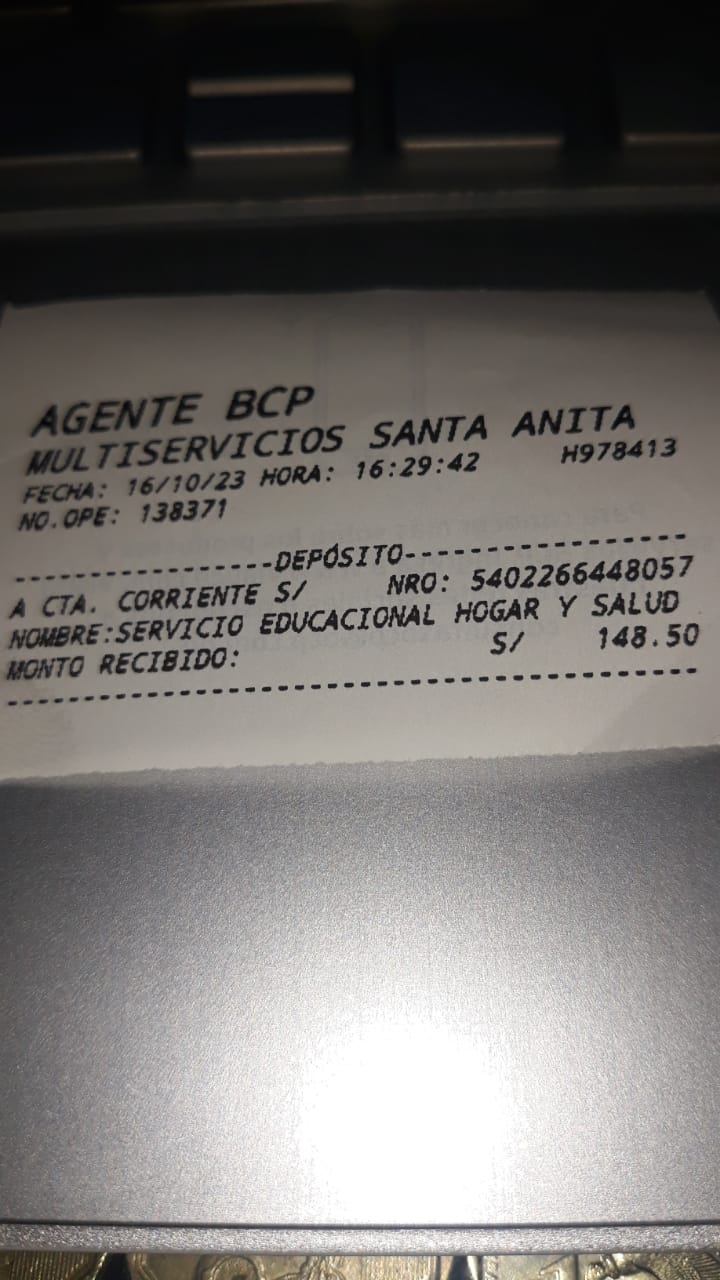 AGENTE BCP
MULTISERVICIOS SANTA ANITA
FECHA: 16/10/23 HORA: 16:29:42 H978413
NO.OPE: 138371
-----------------DEPÓSITO-----------------
A CTA. CORRIENTE S/ NRO: 5402266448057
NOMBRE:SERVICIO EDUCACIONAL HOGAR Y SALUD
MONTO RECIBIDO: S/ 148.50